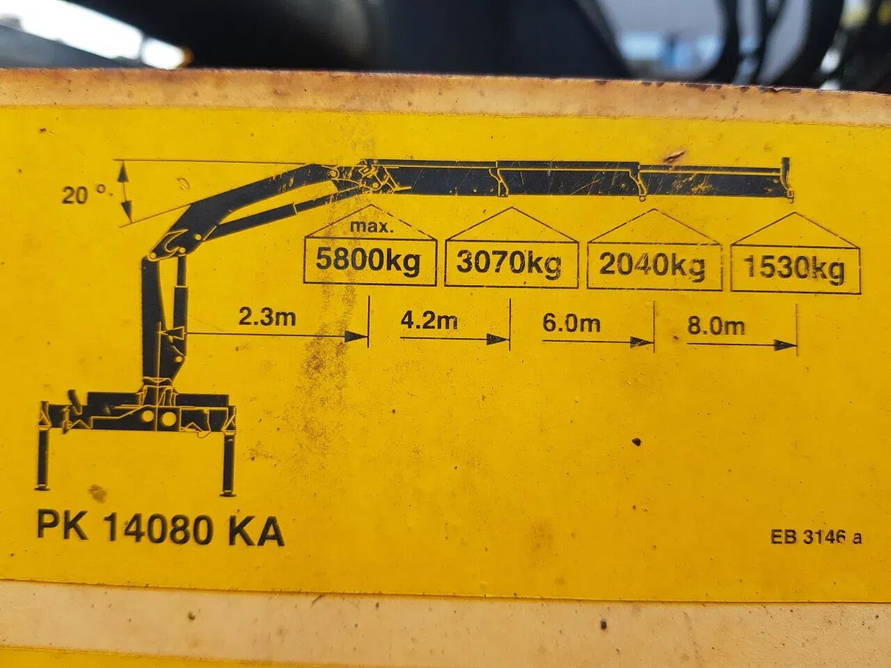 20°
max.
5800kg 3070kg 2040kg 1530kg
2.3m 4.2m 6.0m 8.0m
PK 14080 KA
EB 3146 a